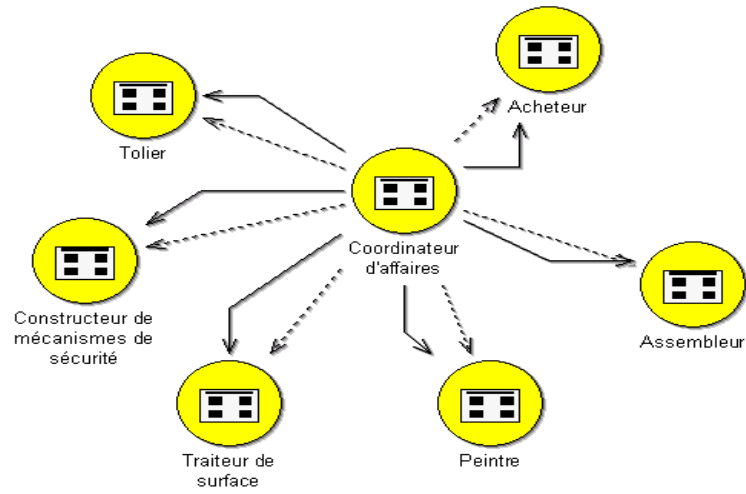 Acheteur
Tolier
Coordinateur
d'affaires
Constructeur de
mécanismes de
sécurité
Assembleur
Traiteur de
surface
Peintre